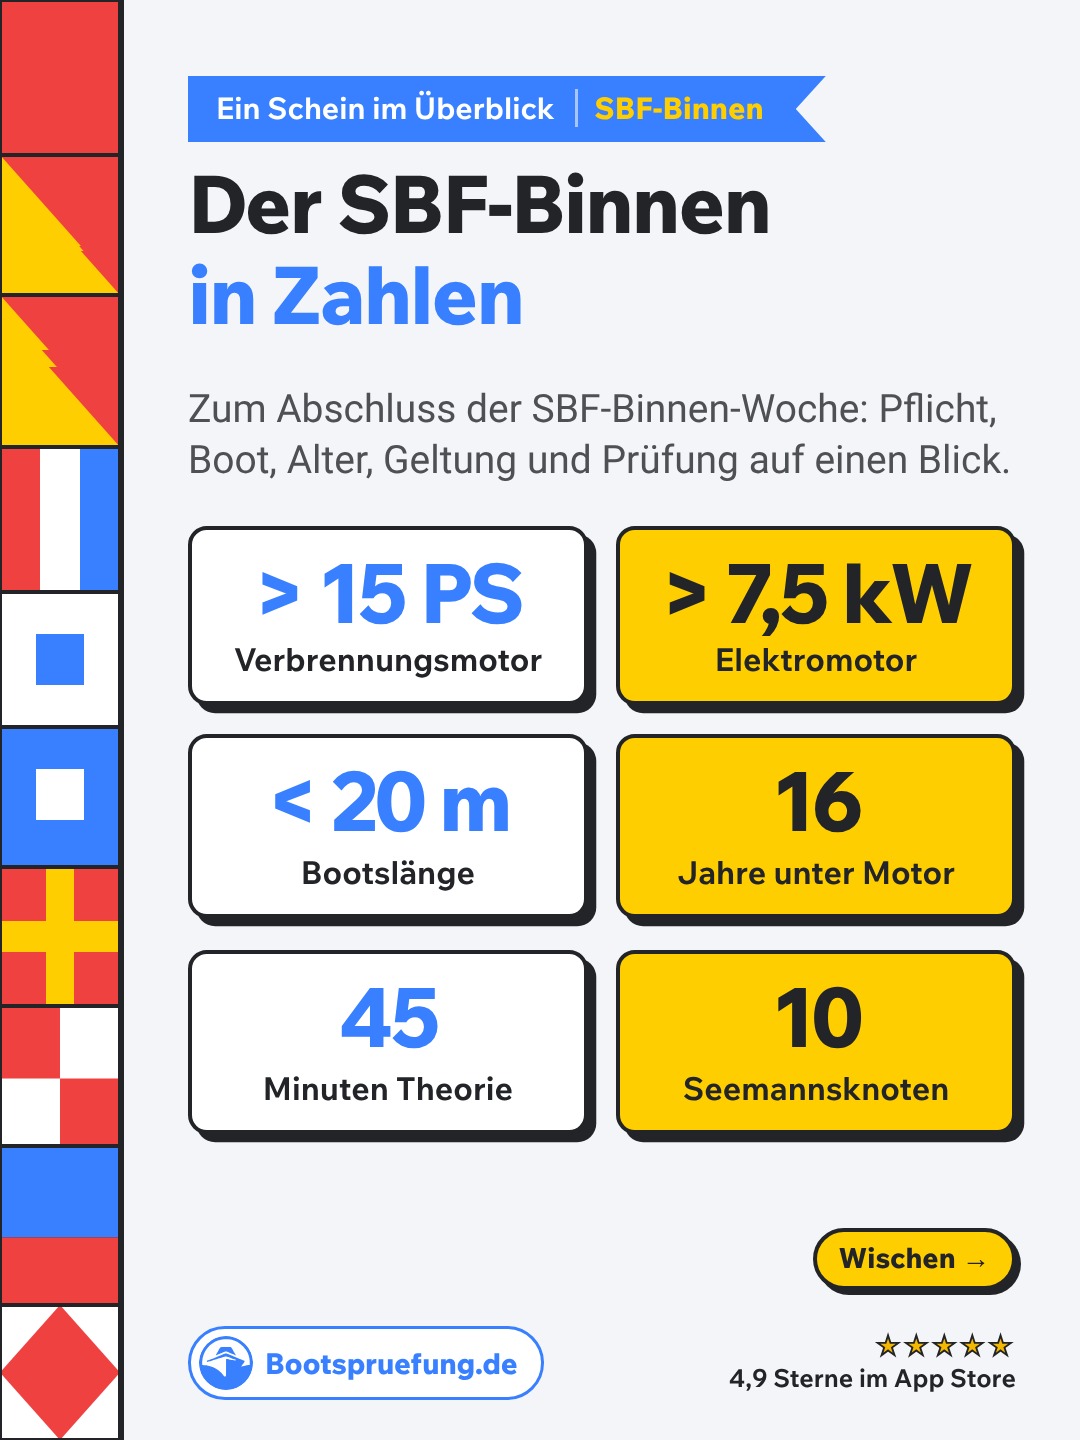 Ein Schein im Überblick | SBF-Binnen
Der SBF-Binnen
in Zahlen
Zum Abschluss der SBF-Binnen-Woche: Pflicht,
Boot, Alter, Geltung und Prüfung auf einen Blick.
> 15 PS
Verbrennungsmotor
> 7,5 kW
Elektromotor
< 20 m
Bootslänge
16
Jahre unter Motor
45
Minuten Theorie
10
Seemannsknoten
Wischen →
Bootspruefung.de
4,9 Sterne im App Store